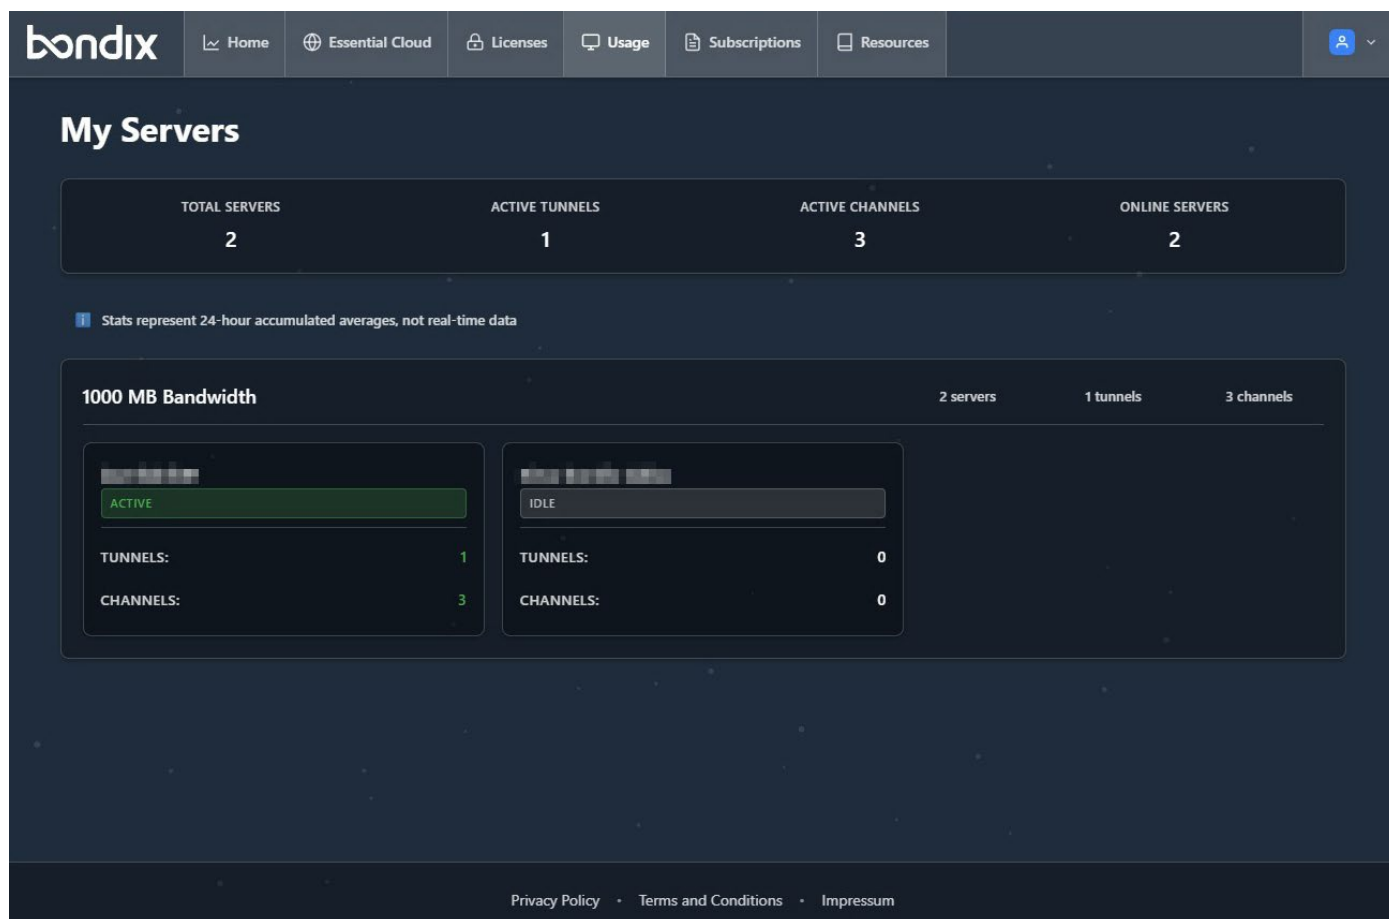 bondix
Home
Essential Cloud
Licenses
Usage
Subscriptions
Resources
My Servers
TOTAL SERVERS
2
ACTIVE TUNNELS
1
ACTIVE CHANNELS
3
ONLINE SERVERS
2
i Stats represent 24-hour accumulated averages, not real-time data
1000 MB Bandwidth
2 servers
1 tunnels
3 channels
ACTIVE
TUNNELS: 1
CHANNELS: 3
IDLE
TUNNELS: 0
CHANNELS: 0
Privacy Policy • Terms and Conditions • Impressum